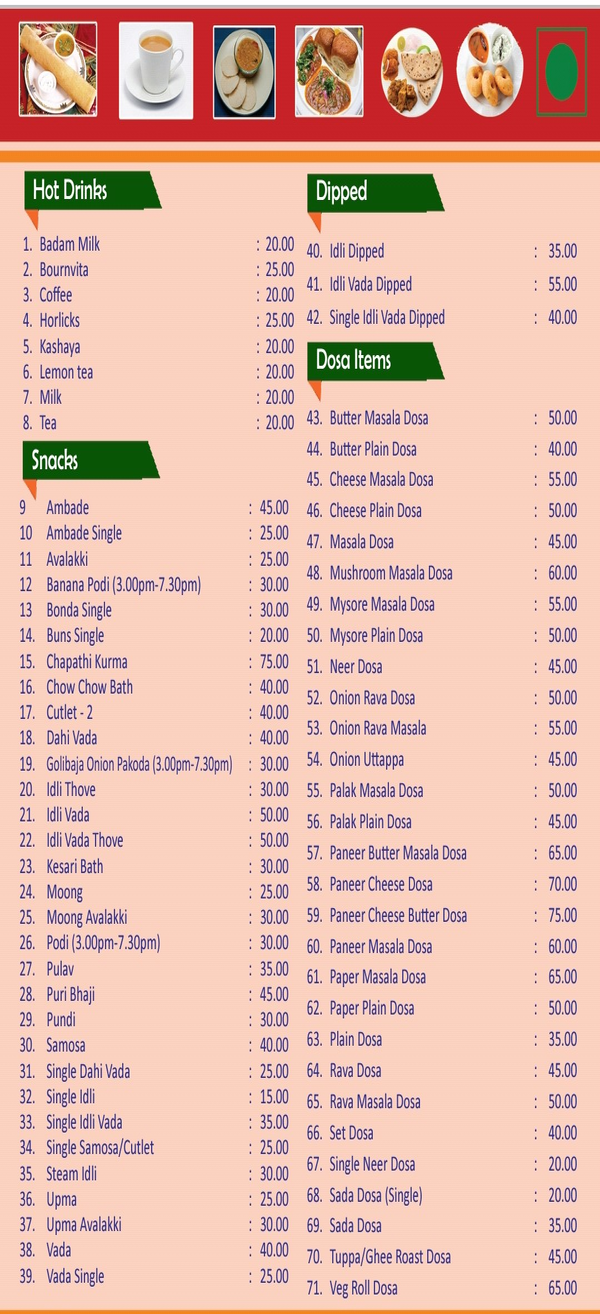 Hot Drinks
1. Badam Milk : 20.00
2. Bournvita : 25.00
3. Coffee : 20.00
4. Horlicks : 25.00
5. Kashaya : 20.00
6. Lemon tea : 20.00
7. Milk : 20.00
8. Tea : 20.00
Snacks
9 Ambade : 45.00
10 Ambade Single : 25.00
11 Avalakki : 25.00
12 Banana Podi (3.00pm-7.30pm) : 30.00
13 Bonda Single : 30.00
14. Buns Single : 20.00
15. Chapathi Kurma : 75.00
16. Chow Chow Bath : 40.00
17. Cutlet - 2 : 40.00
18. Dahi Vada : 40.00
19. Golibaja Onion Pakoda (3.00pm-7.30pm) : 30.00
20. Idli Thove : 30.00
21. Idli Vada : 50.00
22. Idli Vada Thove : 50.00
23. Kesari Bath : 30.00
24. Moong : 25.00
25. Moong Avalakki : 30.00
26. Podi (3.00pm-7.30pm) : 30.00
27. Pulav : 35.00
28. Puri Bhaji : 45.00
29. Pundi : 30.00
30. Samosa : 40.00
31. Single Dahi Vada : 25.00
32. Single Idli : 15.00
33. Single Idli Vada : 35.00
34. Single Samosa/Cutlet : 25.00
35. Steam Idli : 30.00
36. Upma : 25.00
37. Upma Avalakki : 30.00
38. Vada : 40.00
39. Vada Single : 25.00
Dipped
40. Idli Dipped : 35.00
41. Idli Vada Dipped : 55.00
42. Single Idli Vada Dipped : 40.00
Dosa Items
43. Butter Masala Dosa : 50.00
44. Butter Plain Dosa : 40.00
45. Cheese Masala Dosa : 55.00
46. Cheese Plain Dosa : 50.00
47. Masala Dosa : 45.00
48. Mushroom Masala Dosa : 60.00
49. Mysore Masala Dosa : 55.00
50. Mysore Plain Dosa : 50.00
51. Neer Dosa : 45.00
52. Onion Rava Dosa : 50.00
53. Onion Rava Masala : 55.00
54. Onion Uttappa : 45.00
55. Palak Masala Dosa : 50.00
56. Palak Plain Dosa : 45.00
57. Paneer Butter Masala Dosa : 65.00
58. Paneer Cheese Dosa : 70.00
59. Paneer Cheese Butter Dosa : 75.00
60. Paneer Masala Dosa : 60.00
61. Paper Masala Dosa : 65.00
62. Paper Plain Dosa : 50.00
63. Plain Dosa : 35.00
64. Rava Dosa : 45.00
65. Rava Masala Dosa : 50.00
66. Set Dosa : 40.00
67. Single Neer Dosa : 20.00
68. Sada Dosa (Single) : 20.00
69. Sada Dosa : 35.00
70. Tuppa/Ghee Roast Dosa : 45.00
71. Veg Roll Dosa : 65.00